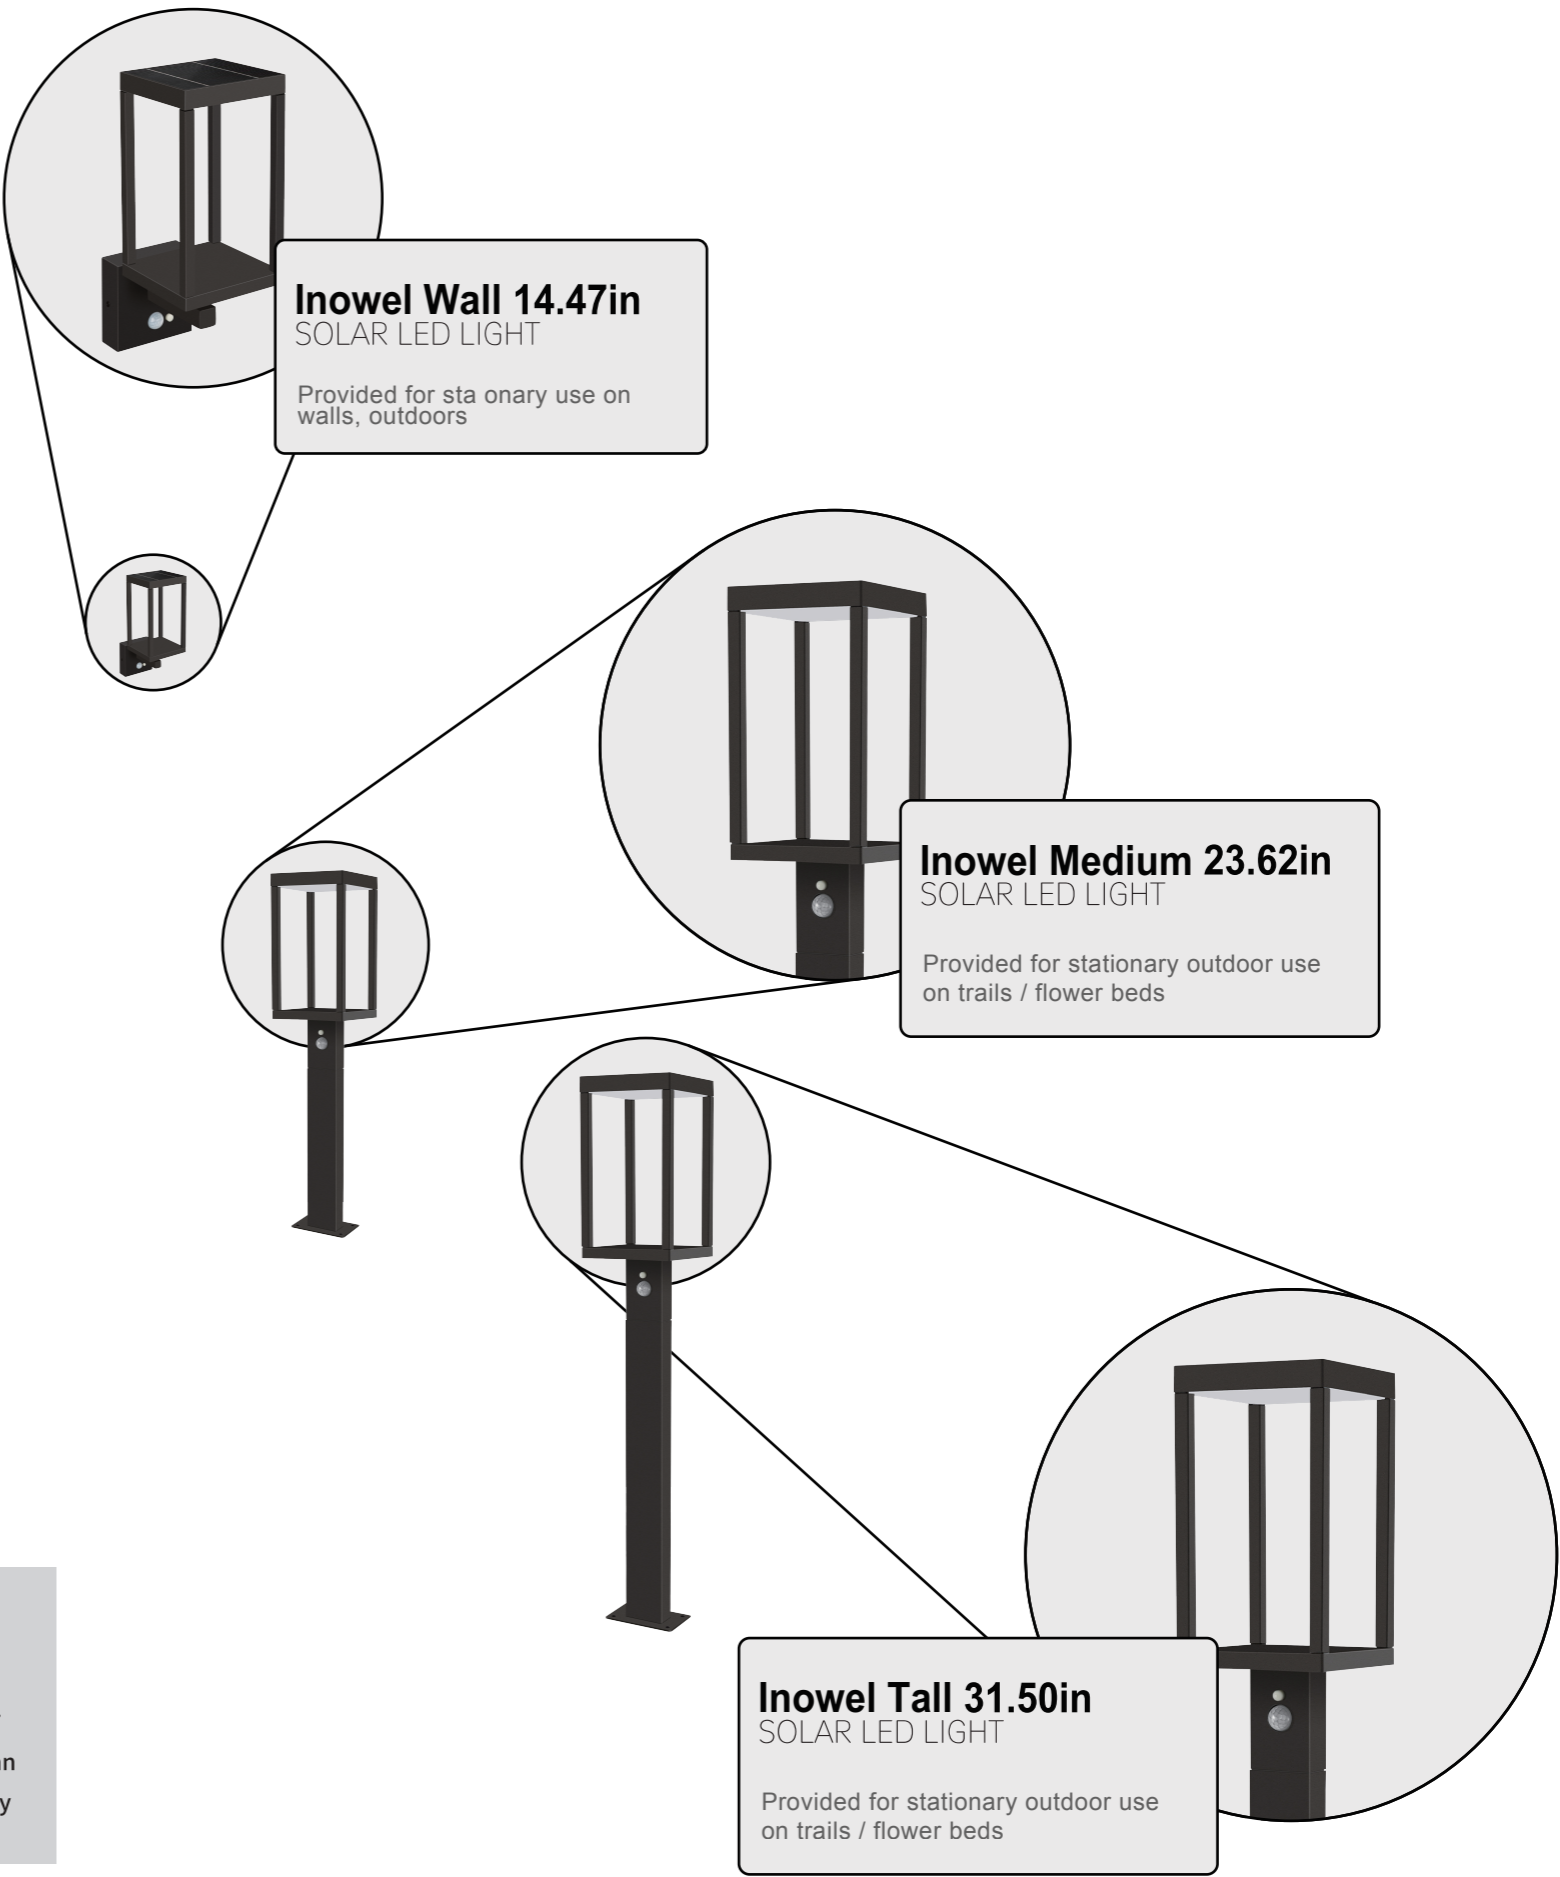 Inowel Wall 14.47in
SOLAR LED LIGHT
Provided for sta onary use on
walls, outdoors
Inowel Medium 23.62in
SOLAR LED LIGHT
Provided for stationary outdoor use
on trails / flower beds
Inowel Tall 31.50in
SOLAR LED LIGHT
Provided for stationary outdoor use
on trails / flower beds